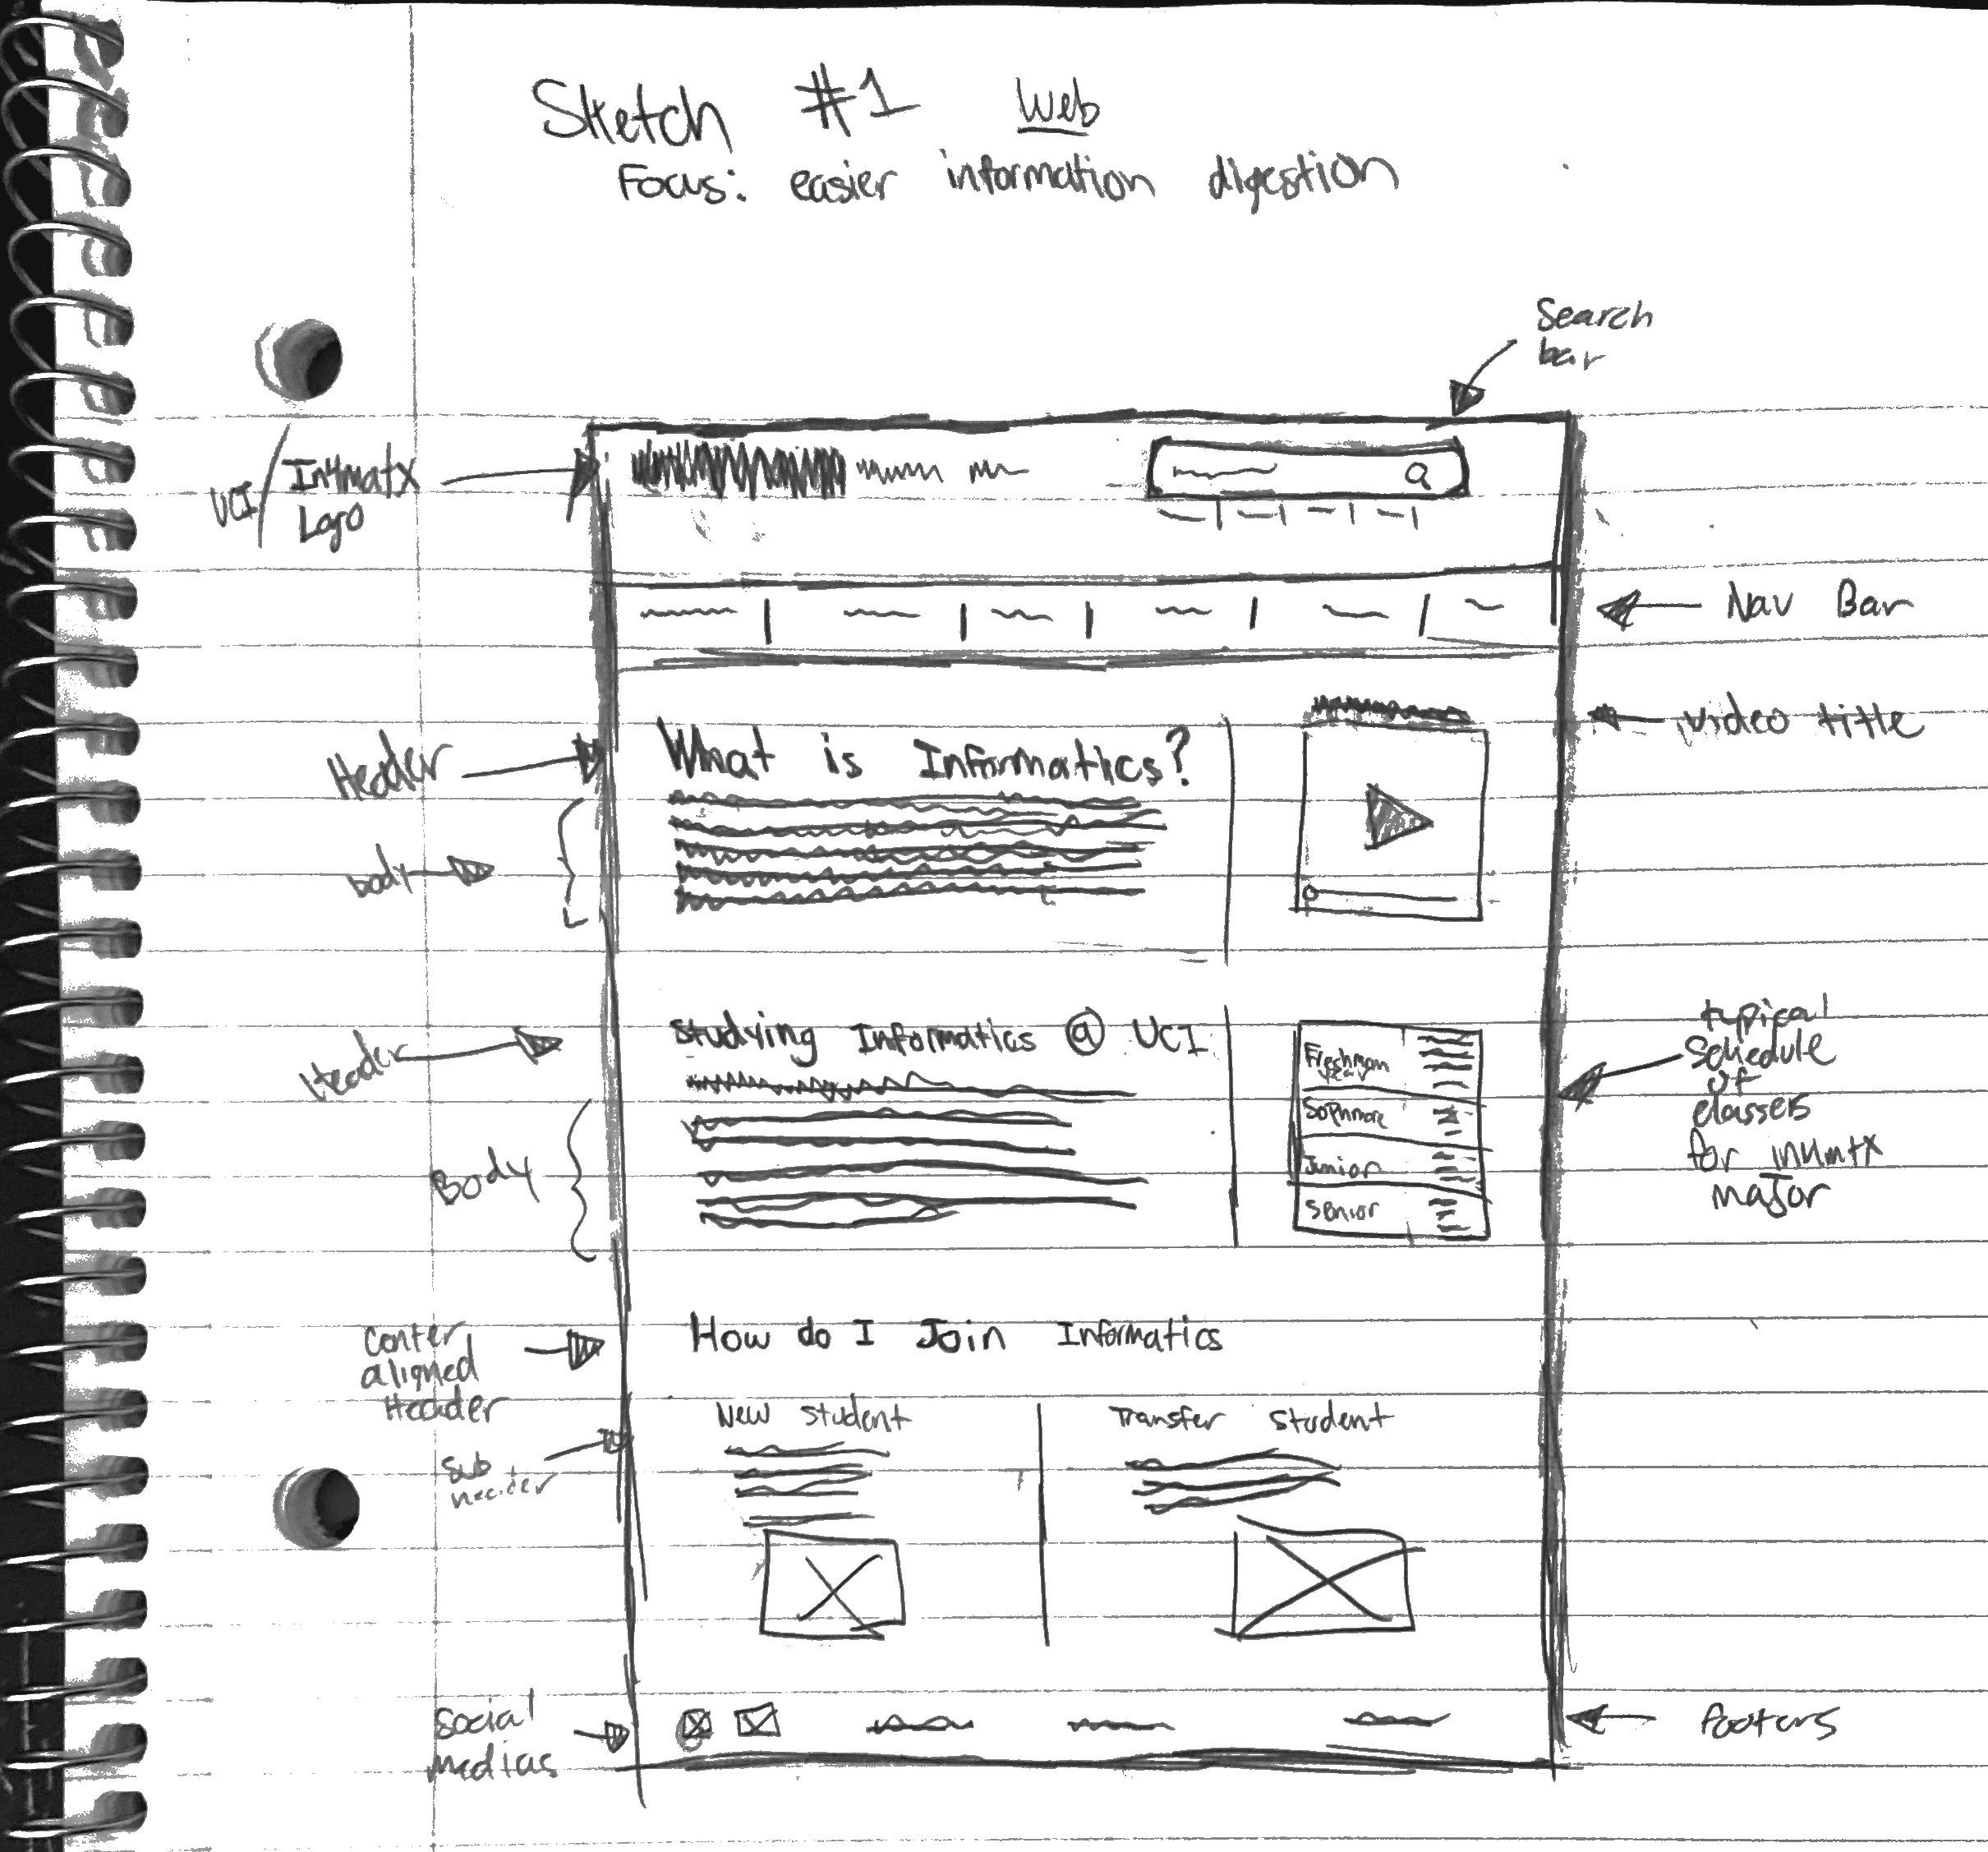 Sketch #1 Web
Focus: easier information digestion
Search
bar
UCI/In4matx
Logo
Nav Bar
video title
Header
What is Informatics?
body
Header
Studying Informatics @ UCI
Freshman
year
Sophmore
Junior
Senior
typical
schedule
of
classes
for in4mtx
major
Body
Center
aligned
Header
How do I Join Informatics
Sub
header
New Student
Transfer Student
Social
medias
footers